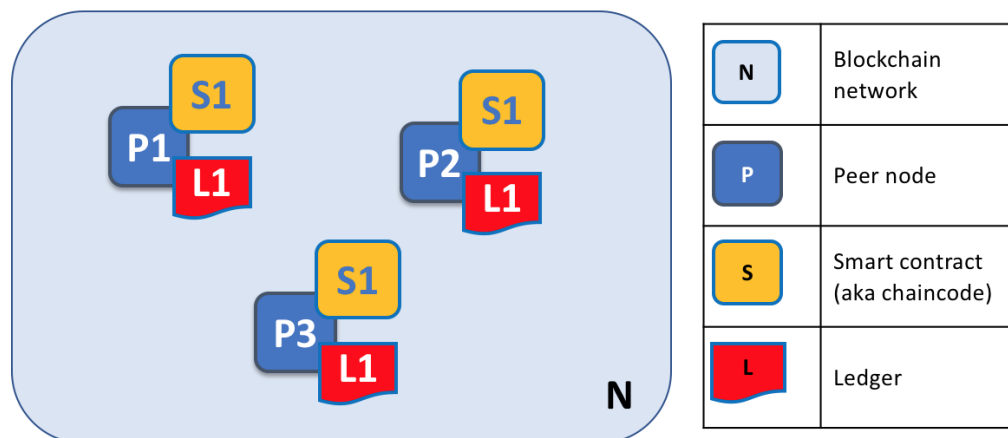 S1
P1
L1
S1
P2
L1
S1
P3
L1
N
N
Blockchain
network
P
Peer node
S
Smart contract
(aka chaincode)
L
Ledger